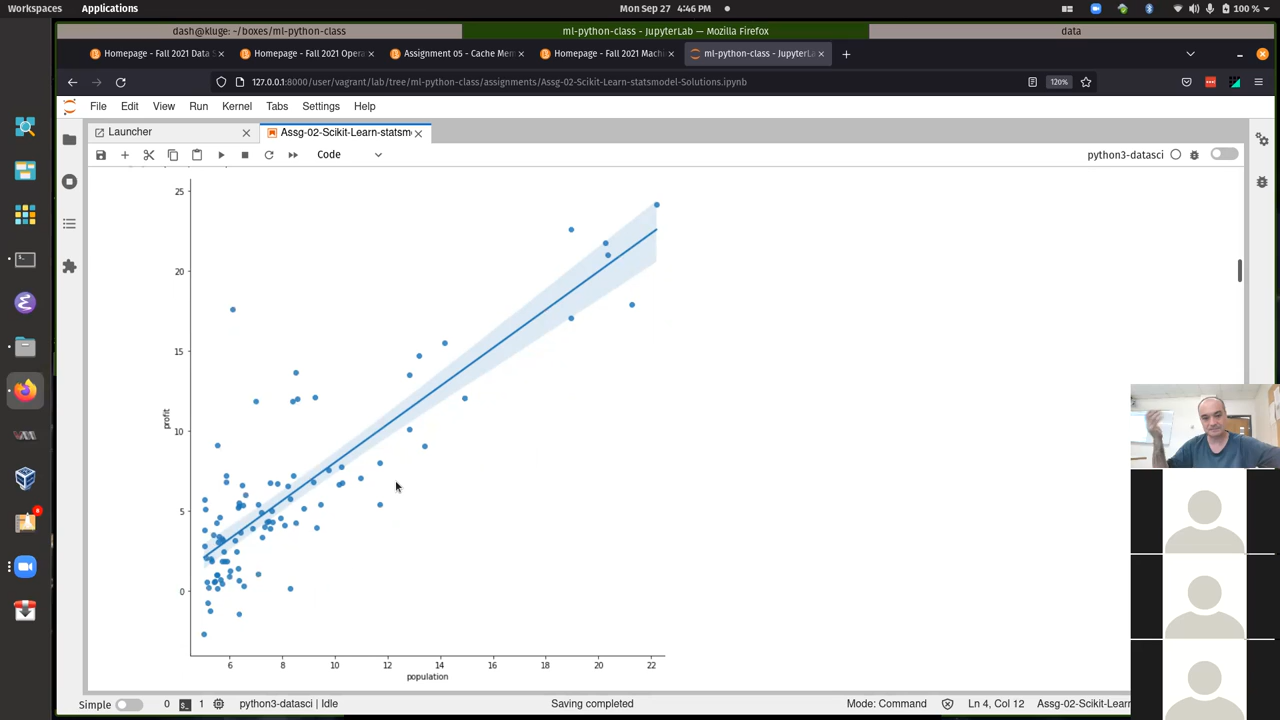 Workspaces Applications Mon Sep 27 4:46 PM 100 %
dash@kluge: ~/boxes/ml-python-class ml-python-class — JupyterLab — Mozilla Firefox data
Homepage - Fall 2021 Data S Homepage - Fall 2021 Opera Assignment 05 - Cache Mem Homepage - Fall 2021 Machi ml-python-class - JupyterLab
127.0.0.1:8000/user/vagrant/lab/tree/ml-python-class/assignments/Assg-02-Scikit-Learn-statsmodel-Solutions.ipynb 120%
File Edit View Run Kernel Tabs Settings Help
Launcher Assg-02-Scikit-Learn-statsm
Code python3-datasci
25
20
15
10
5
0
profit
6 8 10 12 14 16 18 20 22
population
8
Simple 0 1 python3-datasci | Idle Saving completed Mode: Command Ln 4, Col 12 Assg-02-Scikit-Learn